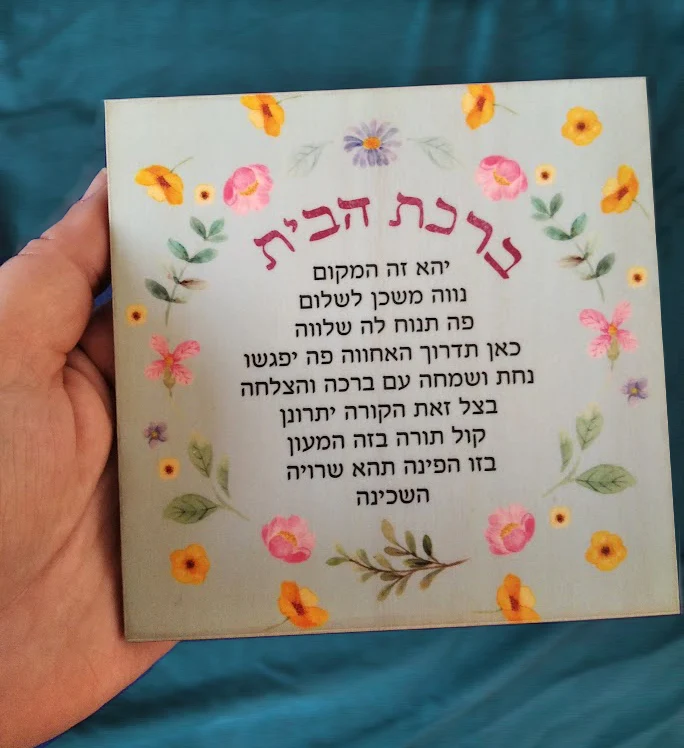 ברכת הבית
יהא זה המקום
נווה משכן לשלום
פה תנוח לה שלווה
כאן תדרוך האחווה פה יפגשו
נחת ושמחה עם ברכה והצלחה
בצל זאת הקורה יתרונן
קול תורה בזה המעון
בזו הפינה תהא שרויה
השכינה